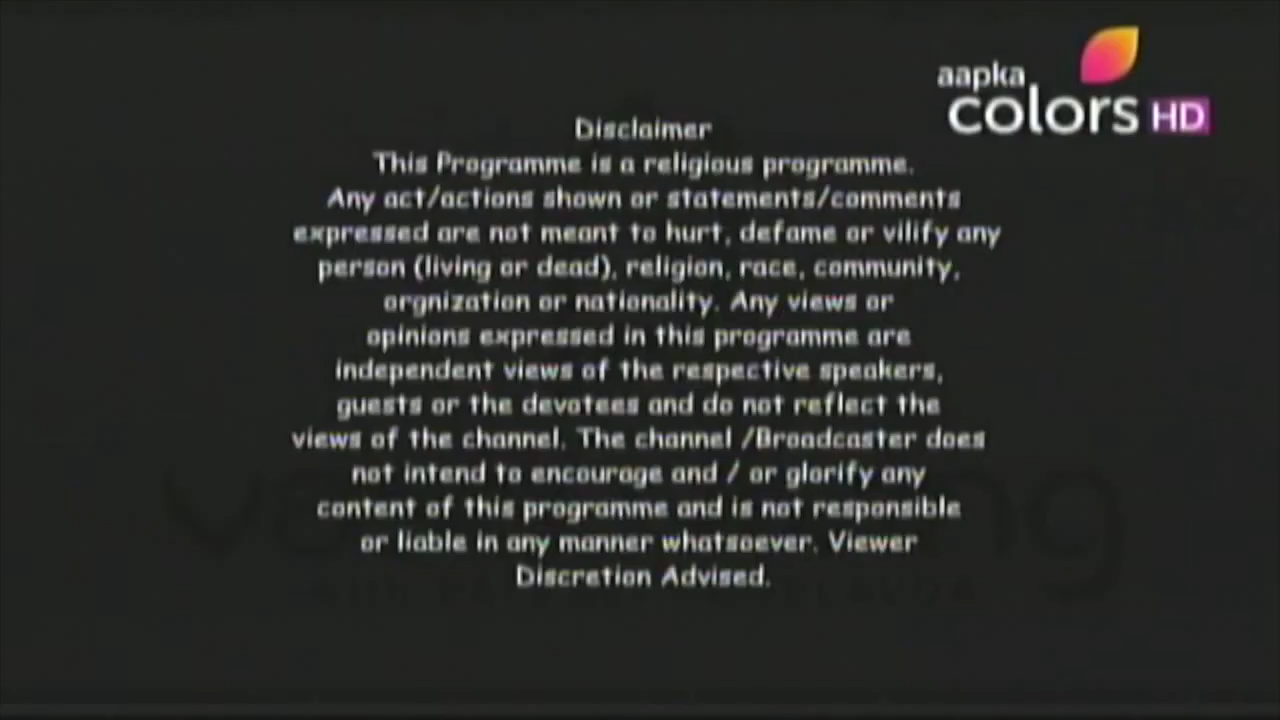 aapka
colors HD
Disclaimer
This Programme is a religious programme.
Any act/actions shown or statements/comments
expressed are not meant to hurt, defame or vilify any
person (living or dead), religion, race, community,
orgnization or nationality. Any views or
opinions expressed in this programme are
independent views of the respective speakers,
guests or the devotees and do not reflect the
views of the channel. The channel /Broadcaster does
not intend to encourage and / or glorify any
content of this programme and is not responsible
or liable in any manner whatsoever. Viewer
Discretion Advised.